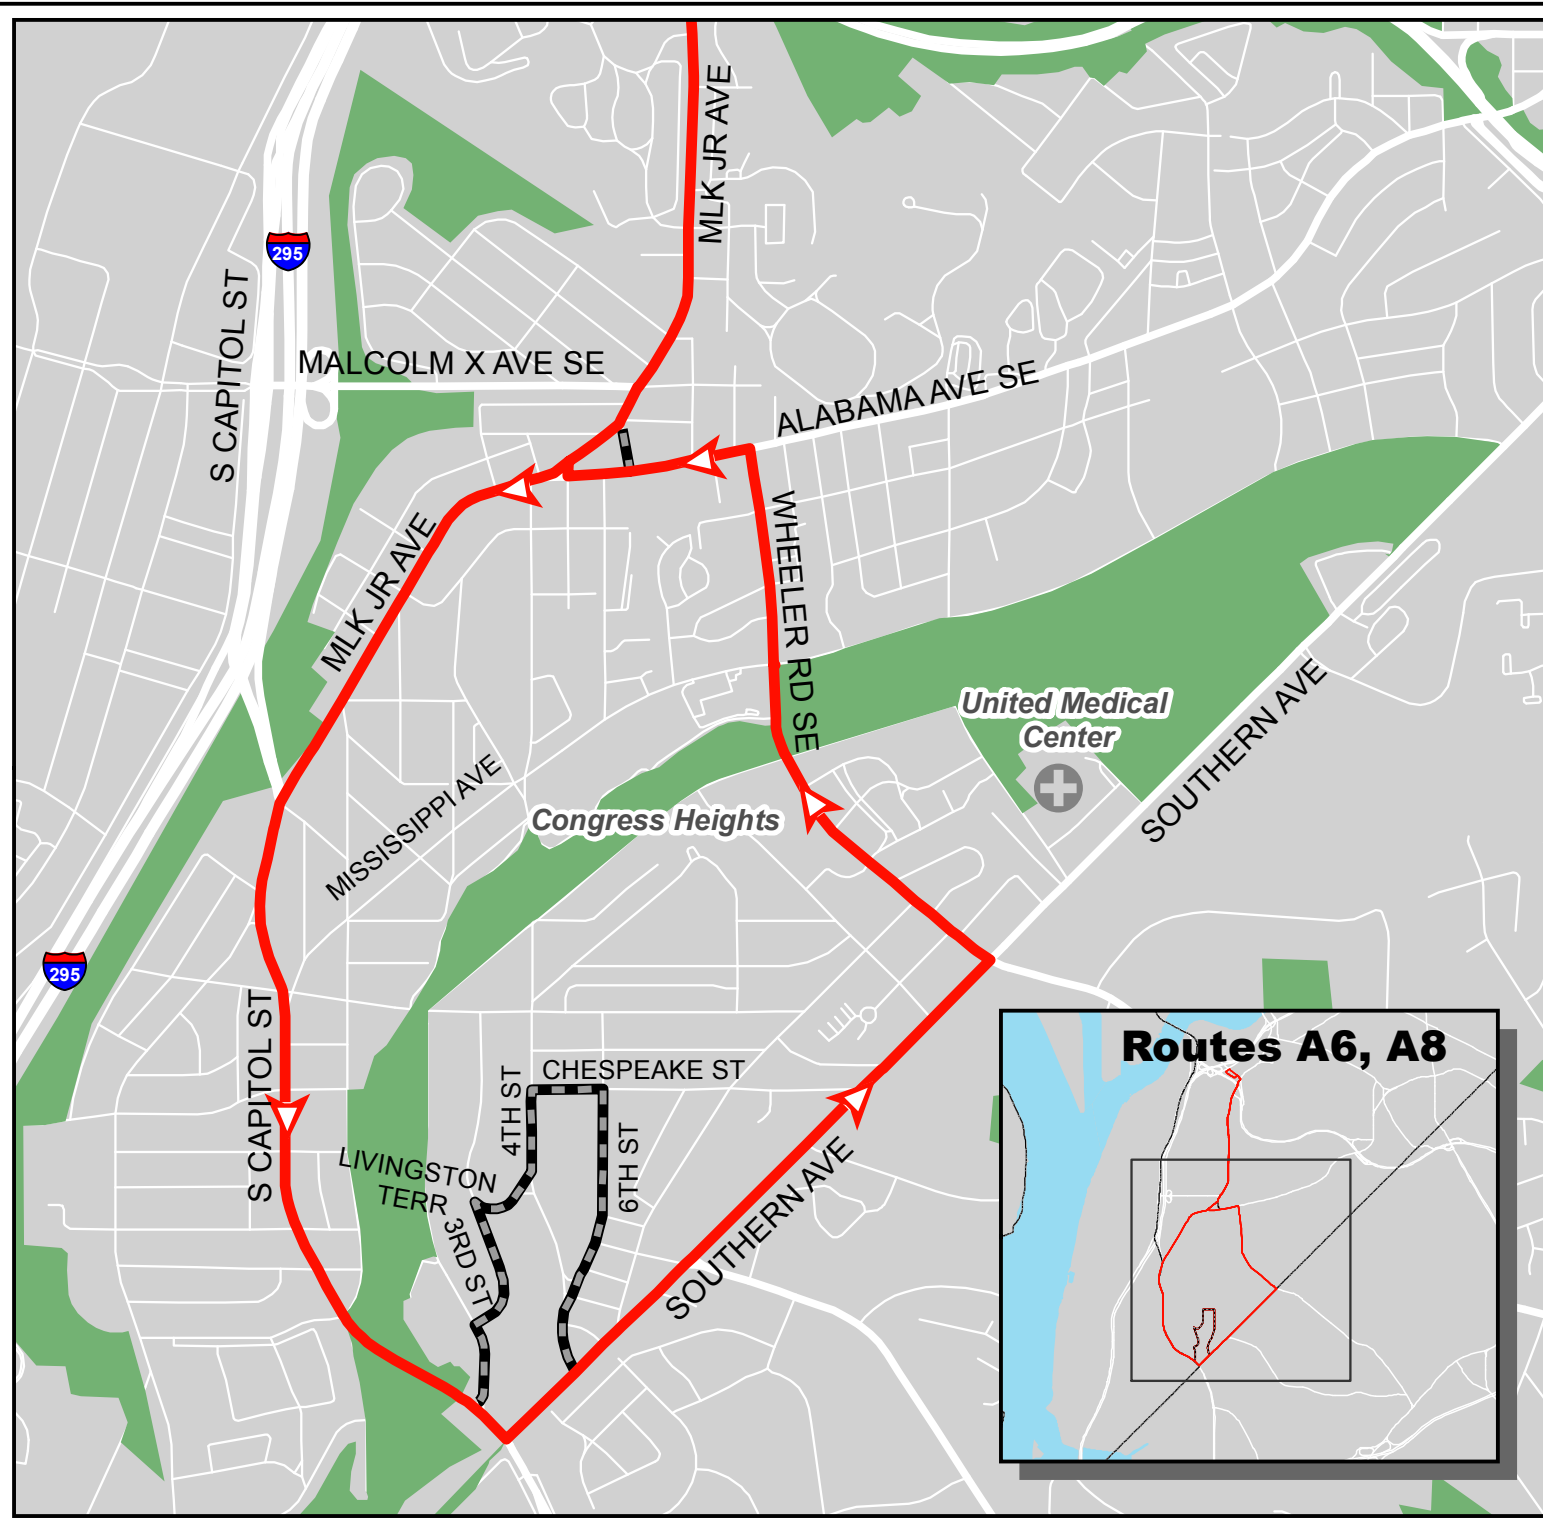 MLK JR AVE
295
S CAPITOL ST
MALCOLM X AVE SE
ALABAMA AVE SE
MLK JR AVE
WHEELER RD SE
United Medical
Center
SOUTHERN AVE
MISSISSIPPI AVE
Congress Heights
295
S CAPITOL ST
Routes A6, A8
CHESPEAKE ST
4TH ST
6TH ST
LIVINGSTON
TERR
3RD ST
SOUTHERN AVE